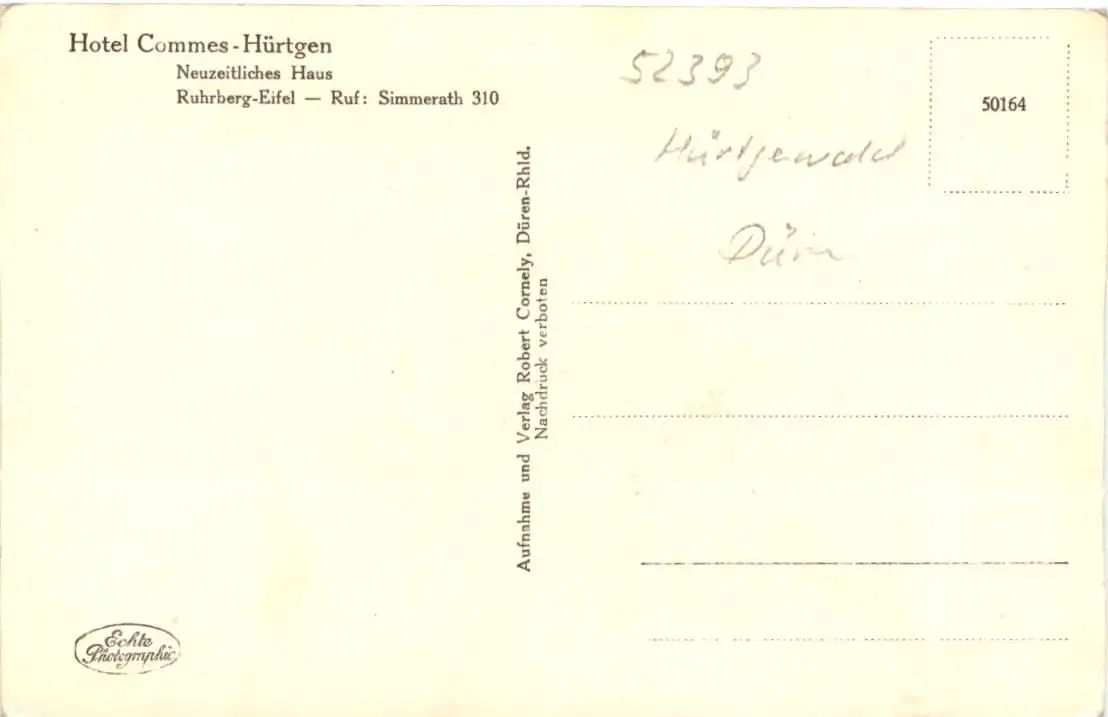 Hotel Commes-Hürtgen
Neuzeitliches Haus
Ruhrberg-Eifel — Ruf: Simmerath 310
52393
Hürtgewald
Düren
50164
Aufnahme und Verlag Robert Cornely, Düren-Rhld.
Nachdruck verboten
Echte
Photographie